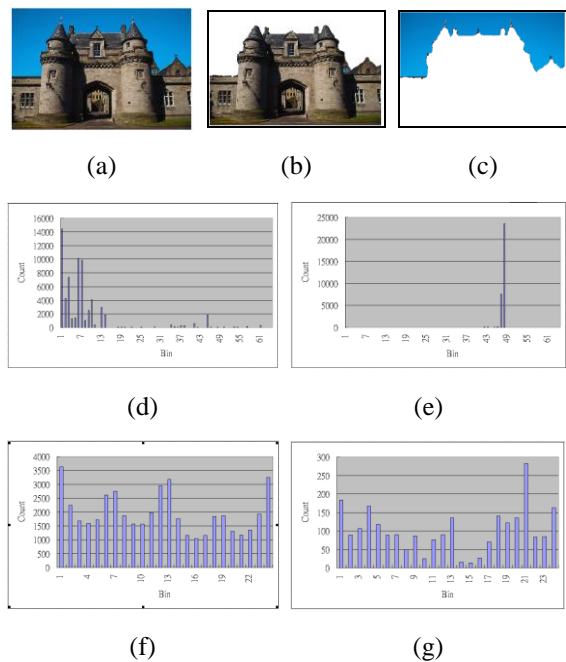 (a) (b) (c)
16000
14000
12000
10000
8000
6000
4000
2000
0
Count
1 7 13 19 25 31 37 43 49 55 61
Bin
25000
20000
15000
10000
5000
0
Count
1 7 13 19 25 31 37 43 49 55 61
Bin
(d) (e)
4000
3500
3000
2500
2000
1500
1000
500
0
Count
1 4 7 10 13 16 19 22
Bin
300
250
200
150
100
50
0
Count
1 3 5 7 9 11 13 15 17 19 21 23
Bin
(f) (g)